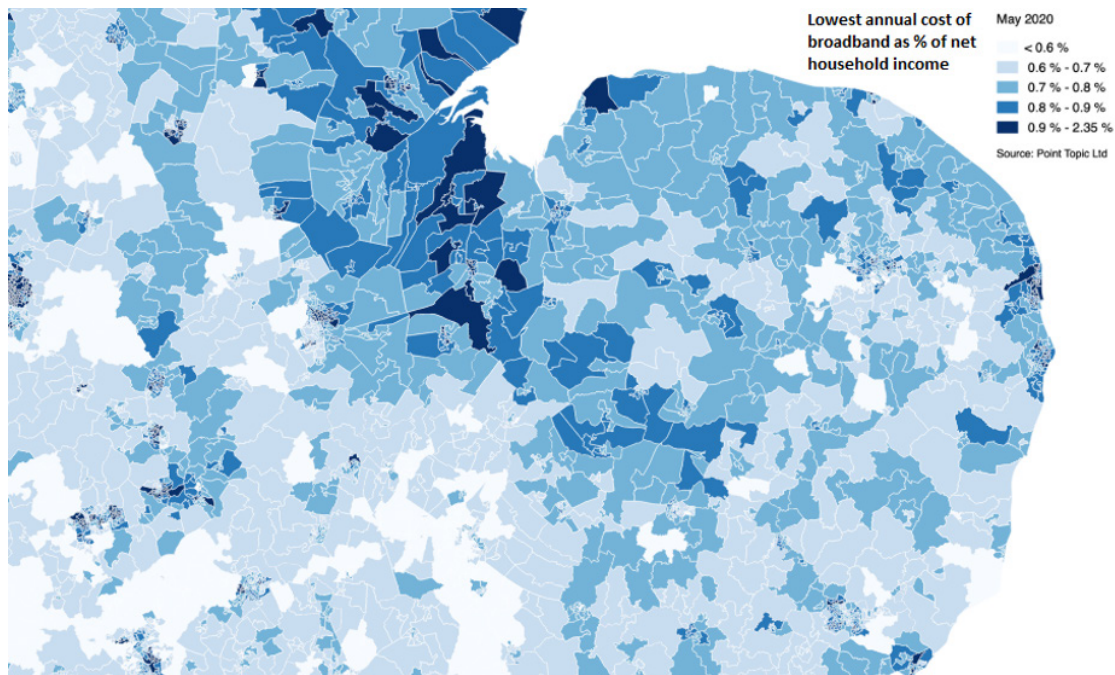 Lowest annual cost of
broadband as % of net
household income
May 2020
< 0.6 %
0.6 % - 0.7 %
0.7 % - 0.8 %
0.8 % - 0.9 %
0.9 % - 2.35 %
Source: Point Topic Ltd